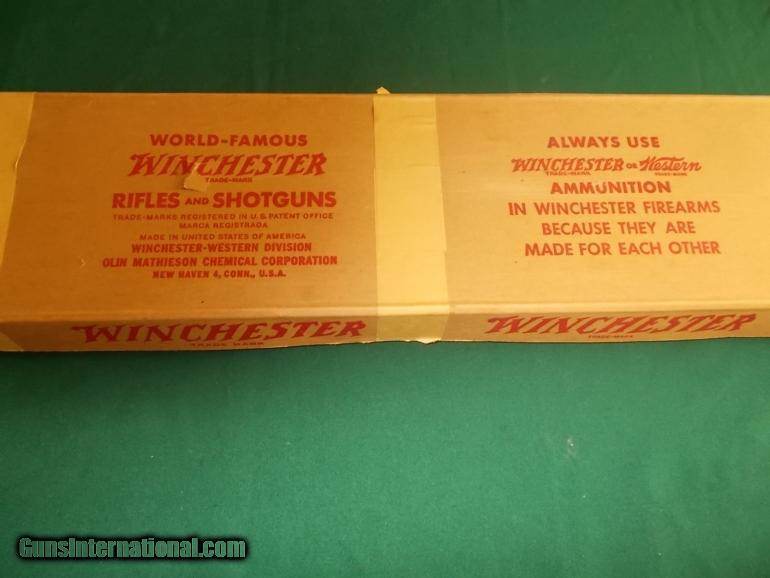 WORLD-FAMOUS
WINCHESTER
TRADE-MARK
RIFLES AND SHOTGUNS
TRADE-MARKS REGISTERED IN U.S. PATENT OFFICE
MARCA REGISTRADA
MADE IN UNITED STATES OF AMERICA
WINCHESTER-WESTERN DIVISION
OLIN MATHIESON CHEMICAL CORPORATION
NEW HAVEN 4, CONN., U.S.A.
ALWAYS USE
WINCHESTER OR Western
TRADE-MARK TRADE-MARK
AMMUNITION
IN WINCHESTER FIREARMS
BECAUSE THEY ARE
MADE FOR EACH OTHER
WINCHESTER
TRADE MARK
WINCHESTER
TRADE-MARK
GunsInternational.com